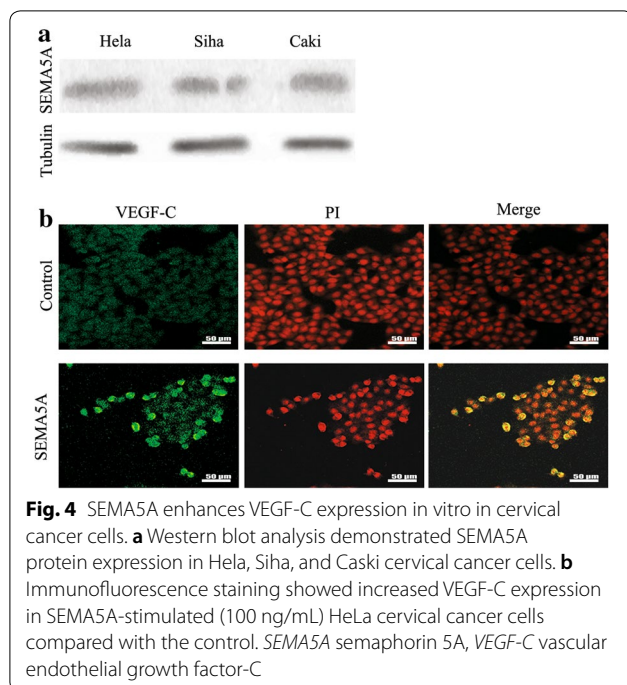 a
Hela Siha Caki
SEMA5A
Tubulin
b
VEGF-C PI Merge
Control
50 µm 50 µm 50 µm
SEMA5A
50 µm 50 µm 50 µm
Fig. 4 SEMA5A enhances VEGF-C expression in vitro in cervical
cancer cells. a Western blot analysis demonstrated SEMA5A
protein expression in Hela, Siha, and Caski cervical cancer cells. b
Immunofluorescence staining showed increased VEGF-C expression
in SEMA5A-stimulated (100 ng/mL) HeLa cervical cancer cells
compared with the control. SEMA5A semaphorin 5A, VEGF-C vascular
endothelial growth factor-C